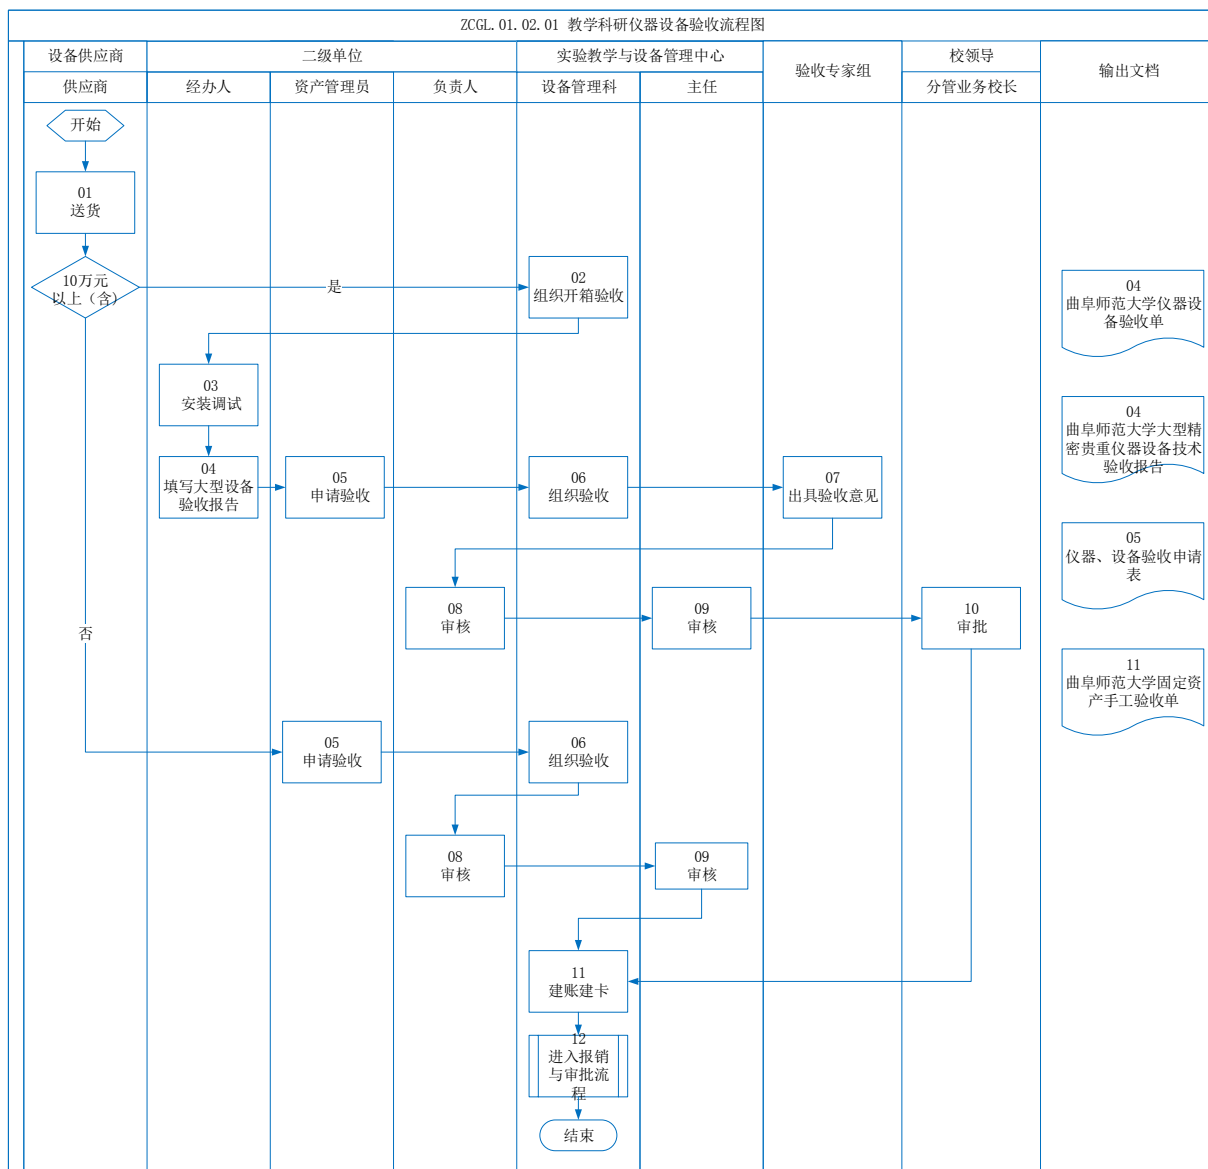 ZCGL.01.02.01 教学科研仪器设备验收流程图
设备供应商
二级单位
实验教学与设备管理中心
验收专家组
校领导
输出文档
供应商
经办人
资产管理员
负责人
设备管理科
主任
分管业务校长
开始
01
送货
10万元
以上（含）
是
02
组织开箱验收
04
曲阜师范大学仪器设
备验收单
03
安装调试
04
曲阜师范大学大型精
密贵重仪器设备技术
验收报告
04
填写大型设备
验收报告
05
申请验收
06
组织验收
07
出具验收意见
05
仪器、设备验收申请
表
08
审核
09
审核
10
审批
否
11
曲阜师范大学固定资
产手工验收单
05
申请验收
06
组织验收
08
审核
09
审核
11
建账建卡
12
进入报销
与审批流
程
结束